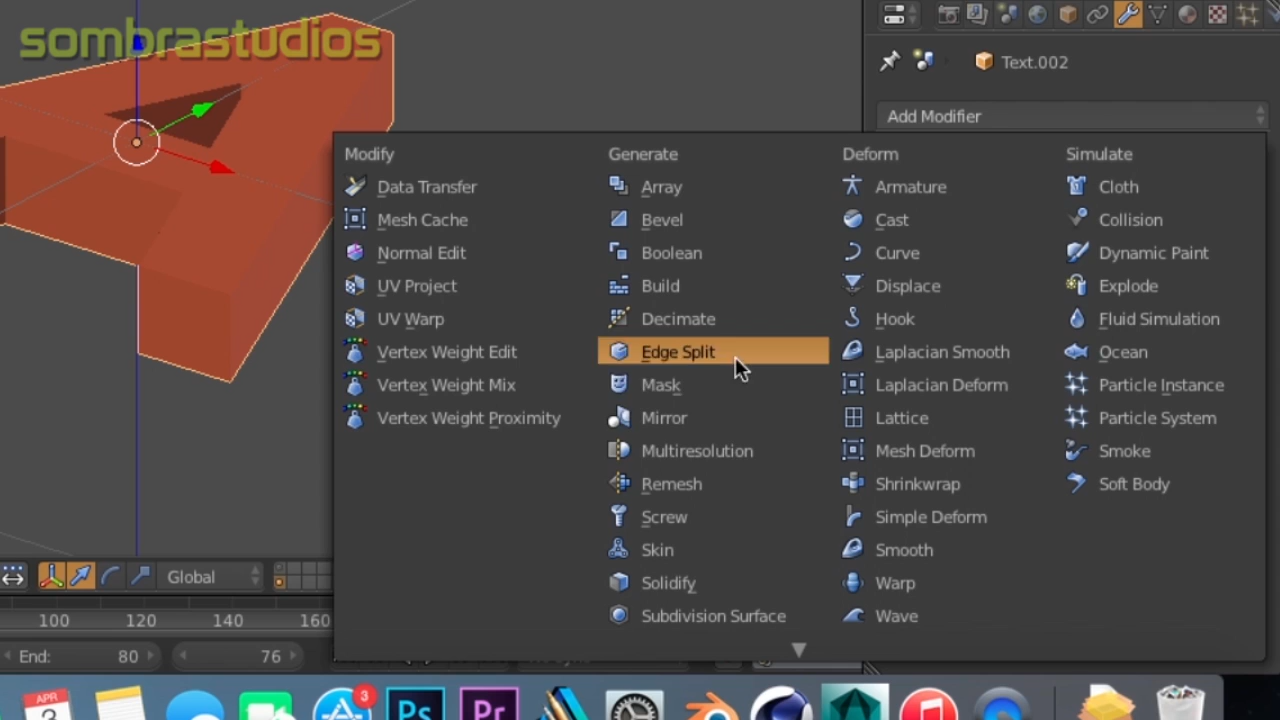 sombrastudios
Text.002
Add Modifier
Modify
Data Transfer
Mesh Cache
Normal Edit
UV Project
UV Warp
Vertex Weight Edit
Vertex Weight Mix
Vertex Weight Proximity
Generate
Array
Bevel
Boolean
Build
Decimate
Edge Split
Mask
Mirror
Multiresolution
Remesh
Screw
Skin
Solidify
Subdivision Surface
Deform
Armature
Cast
Curve
Displace
Hook
Laplacian Smooth
Laplacian Deform
Lattice
Mesh Deform
Shrinkwrap
Simple Deform
Smooth
Warp
Wave
Simulate
Cloth
Collision
Dynamic Paint
Explode
Fluid Simulation
Ocean
Particle Instance
Particle System
Smoke
Soft Body
Global
100 120 140 160
End: 80 76
APR
3
3
Ps
Pr